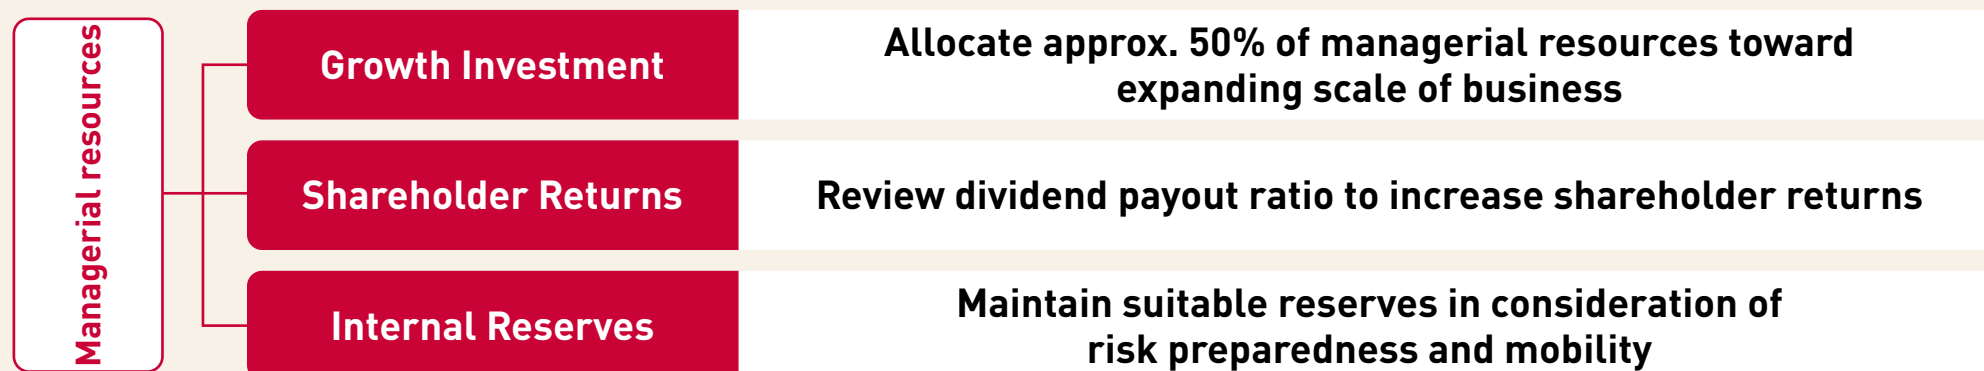 Managerial resources
Growth Investment
Allocate approx. 50% of managerial resources toward
expanding scale of business
Shareholder Returns
Review dividend payout ratio to increase shareholder returns
Internal Reserves
Maintain suitable reserves in consideration of
risk preparedness and mobility